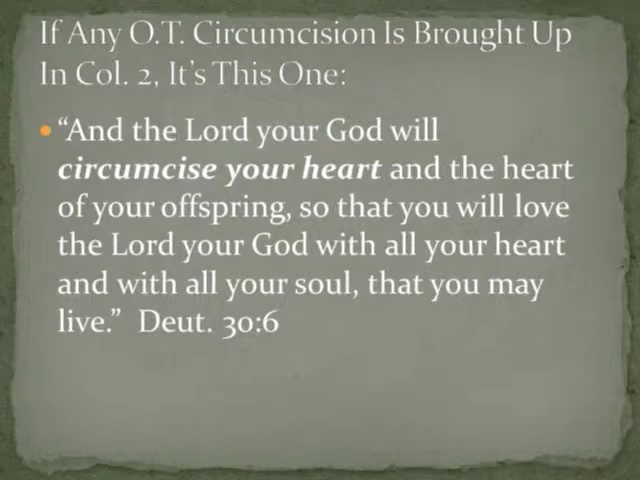 If Any O.T. Circumcision Is Brought Up
In Col. 2, It's This One:
• “And the Lord your God will
circumcise your heart and the heart
of your offspring, so that you will love
the Lord your God with all your heart
and with all your soul, that you may
live.” Deut. 30:6